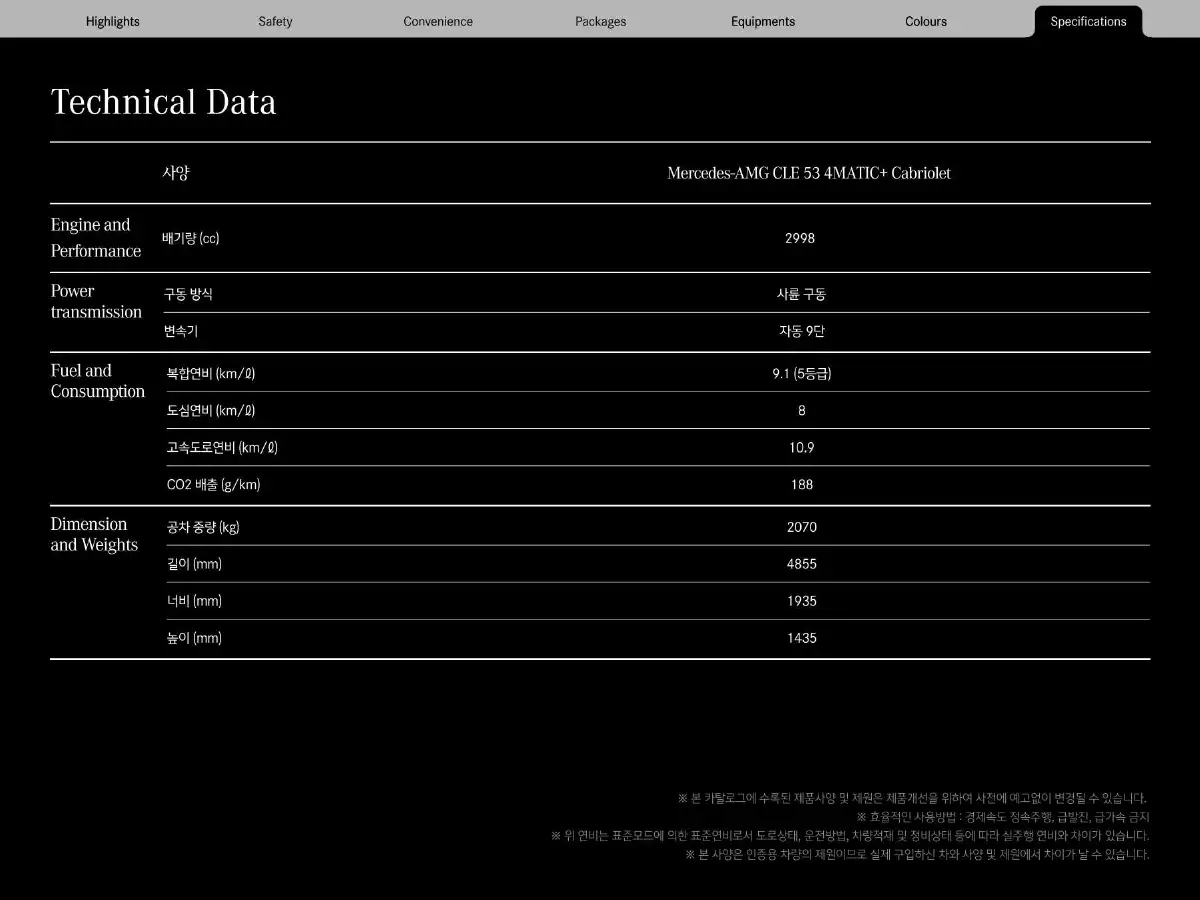 Highlights Safety Convenience Packages Equipments Colours Specifications
Technical Data
사양 Mercedes-AMG CLE 53 4MATIC+ Cabriolet
Engine and
Performance
배기량 (cc) 2998
Power
transmission
구동 방식 사륜 구동
변속기 자동 9단
Fuel and
Consumption
복합연비 (km/ℓ) 9.1 (5등급)
도심연비 (km/ℓ) 8
고속도로연비 (km/ℓ) 10.9
CO2 배출 (g/km) 188
Dimension
and Weights
공차 중량 (kg) 2070
길이 (mm) 4855
너비 (mm) 1935
높이 (mm) 1435
※ 본 카탈로그에 수록된 제품사양 및 제원은 제품개선을 위하여 사전에 예고없이 변경될 수 있습니다.
※ 효율적인 사용방법 : 경제속도 정속주행, 급발진, 급가속 금지
※ 위 연비는 표준모드에 의한 표준연비로서 도로상태, 운전방법, 차량적재 및 정비상태 등에 따라 실주행 연비와 차이가 있습니다.
※ 본 사양은 인증용 차량의 제원이므로 실제 구입하신 차와 사양 및 제원에서 차이가 날 수 있습니다.